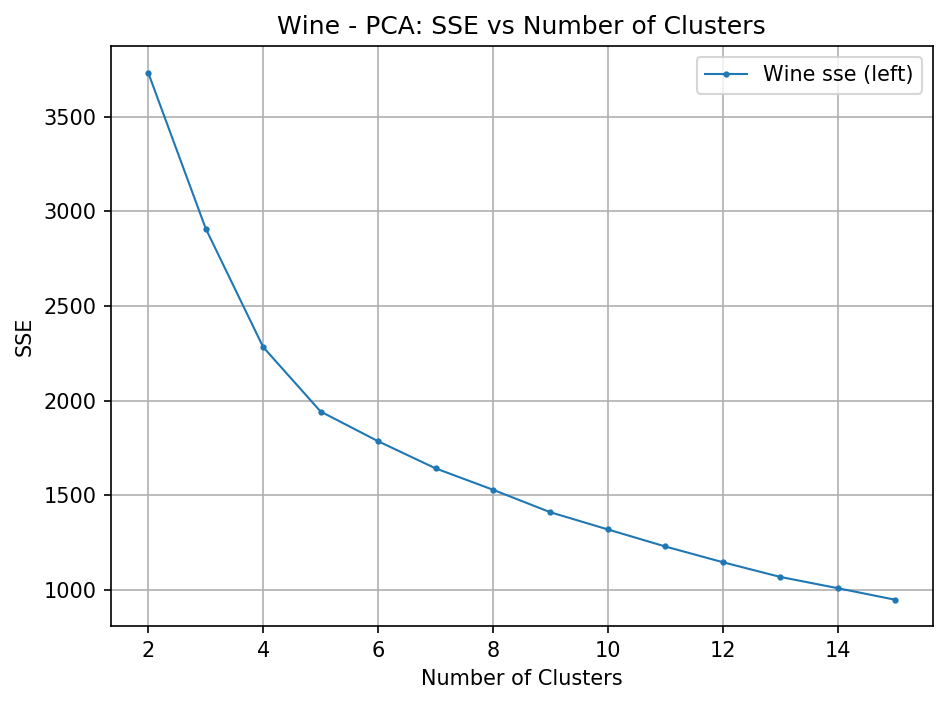 Wine - PCA: SSE vs Number of Clusters
Wine sse (left)
3500
3000
2500
2000
1500
1000
SSE
2 4 6 8 10 12 14
Number of Clusters